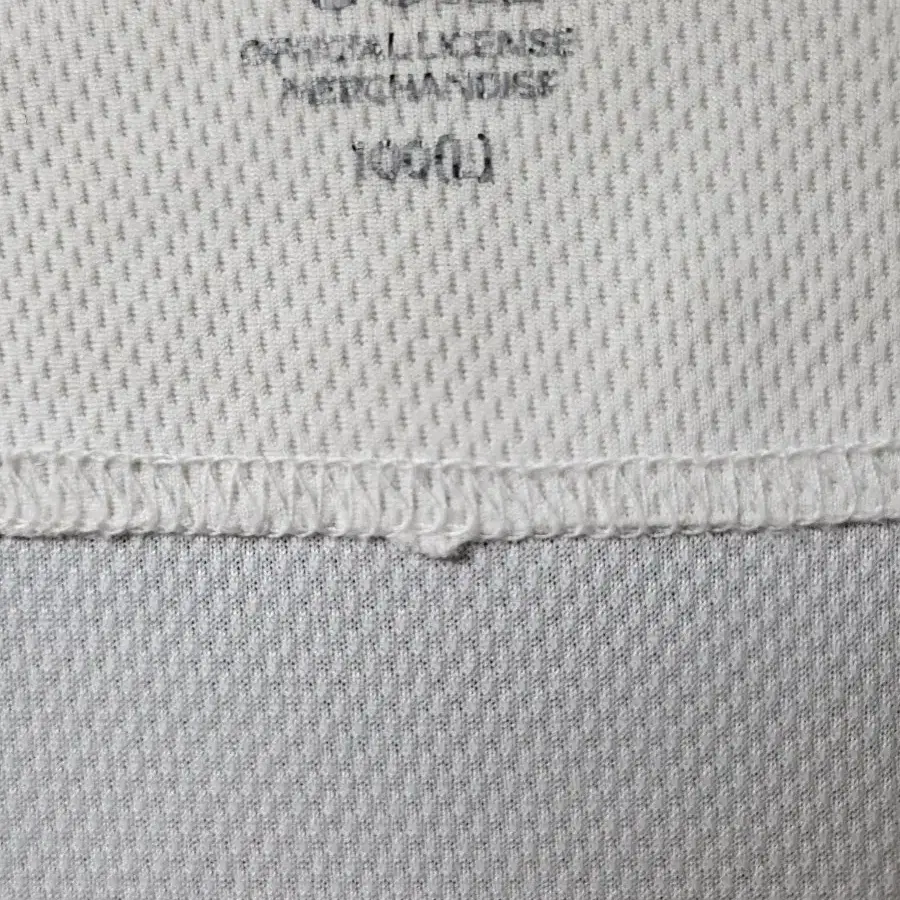 OFFICIAL LICENSE
MERCHANDISE
100(L)